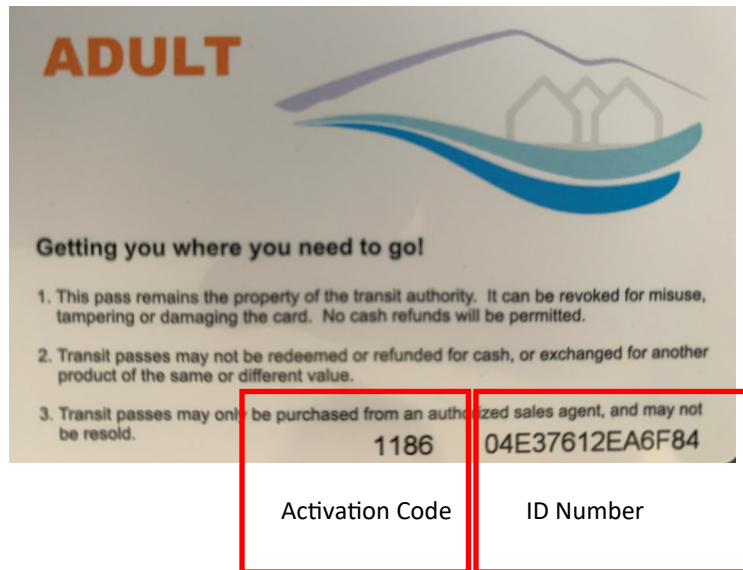 ADULT
Getting you where you need to go!
1. This pass remains the property of the transit authority. It can be revoked for misuse,
tampering or damaging the card. No cash refunds will be permitted.
2. Transit passes may not be redeemed or refunded for cash, or exchanged for another
product of the same or different value.
3. Transit passes may only be purchased from an authorized sales agent, and may not
be resold.
1186 04E37612EA6F84
Activation Code ID Number